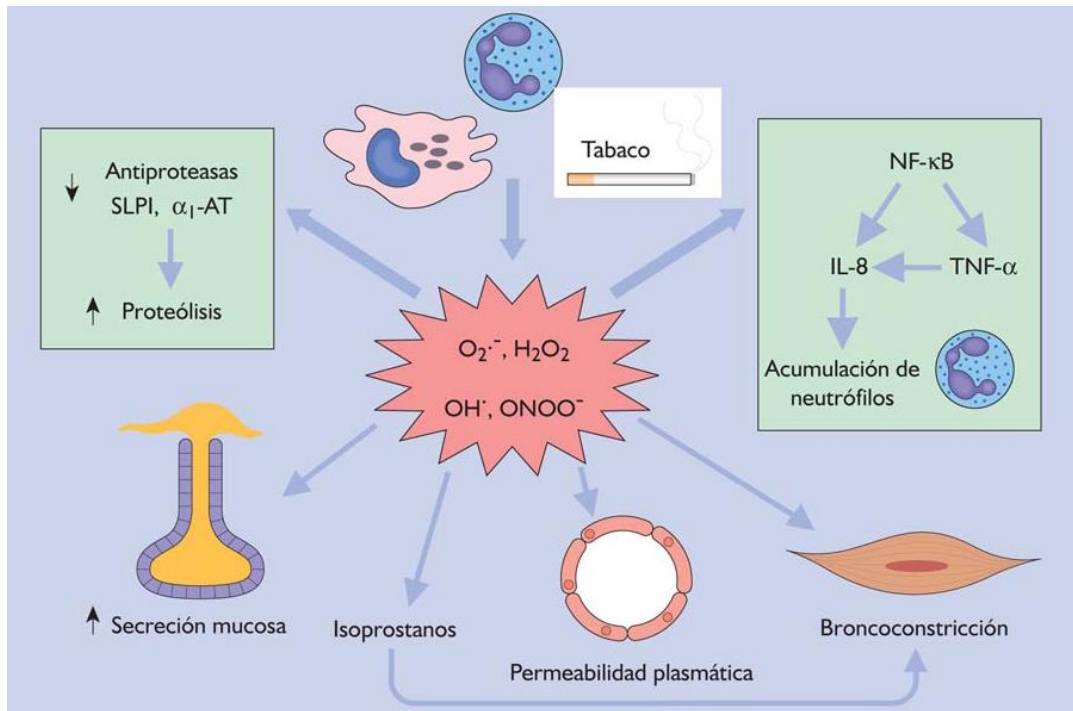 Tabaco
Antiproteasas
SLPI, α₁-AT
Proteólisis
NF-κB
IL-8
TNF-α
Acumulación de
neutrófilos
O₂·⁻, H₂O₂
OH·, ONOO⁻
Secreción mucosa
Isoprostanos
Permeabilidad plasmática
Broncoconstricción